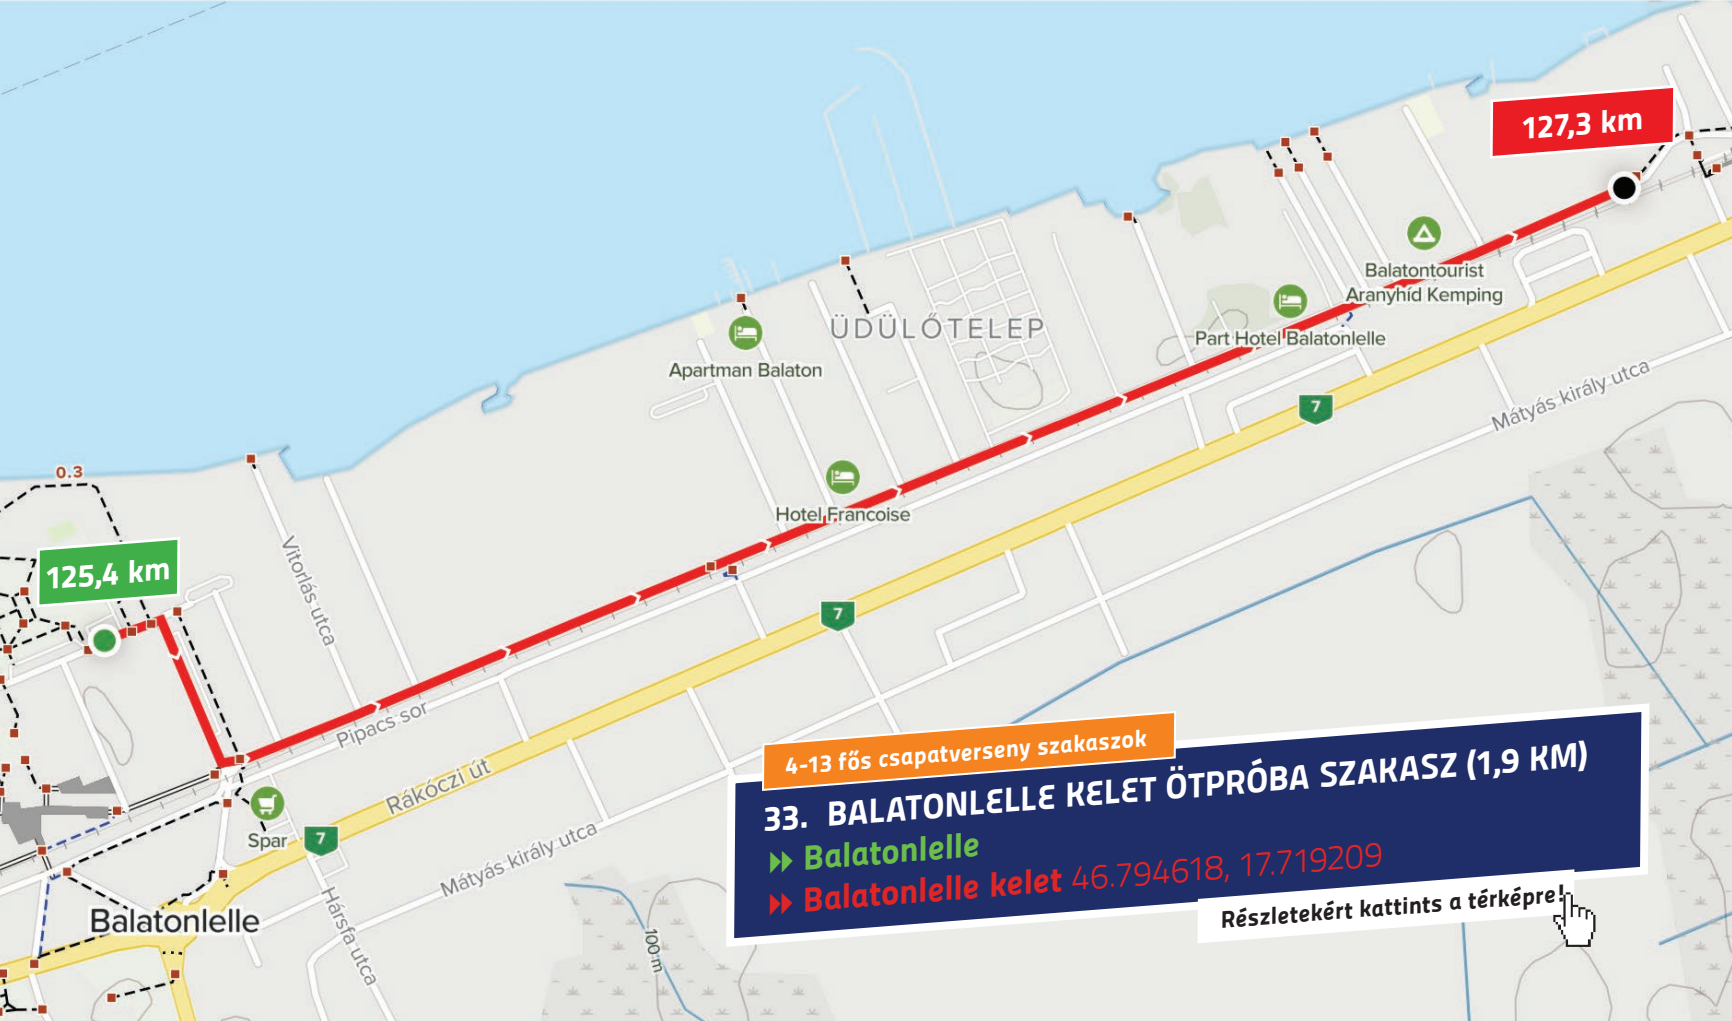 127,3 km
Balatontourist
Aranyhíd Kemping
Part Hotel Balatonlelle
ÜDÜLŐTELEP
Apartman Balaton
7
Mátyás király utca
0.3
Hotel Francoise
Vitorlás utca
125,4 km
7
Pipacs sor
Rákóczi út
Spar
7
Mátyás király utca
Hársfa utca
Balatonlelle
100 m
4-13 fős csapatverseny szakaszok
33. BALATONLELLE KELET ÖTPRÓBA SZAKASZ (1,9 KM)
Balatonlelle
Balatonlelle kelet 46.794618, 17.719209
Részletekért kattints a térképre!